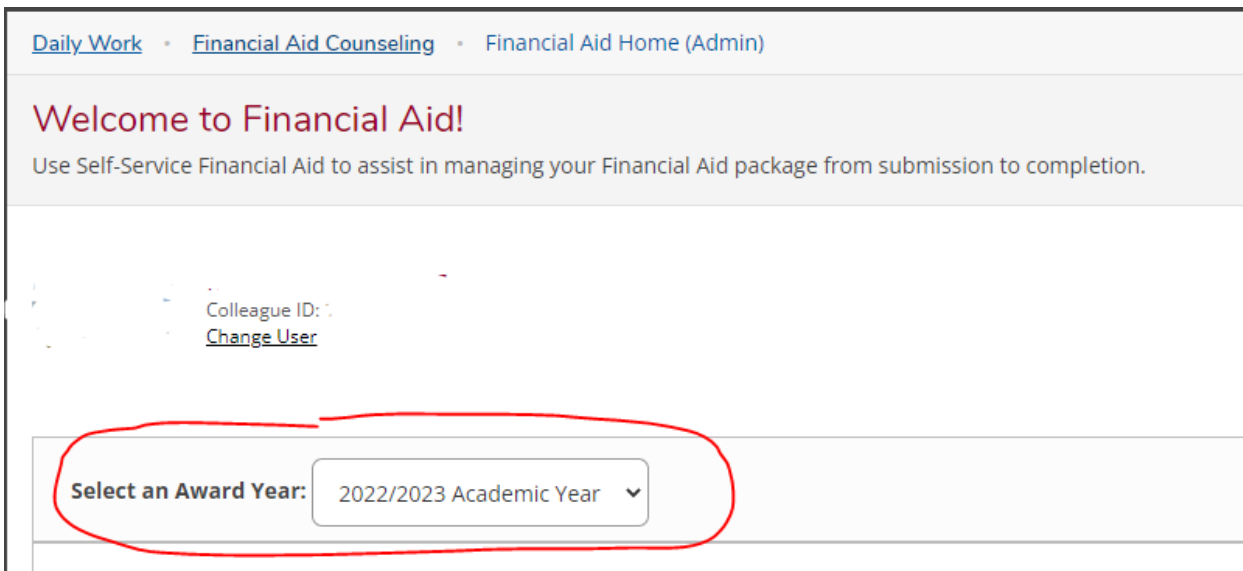 Daily Work • Financial Aid Counseling • Financial Aid Home (Admin)
Welcome to Financial Aid!
Use Self-Service Financial Aid to assist in managing your Financial Aid package from submission to completion.
Colleague ID:
Change User
Select an Award Year: 2022/2023 Academic Year